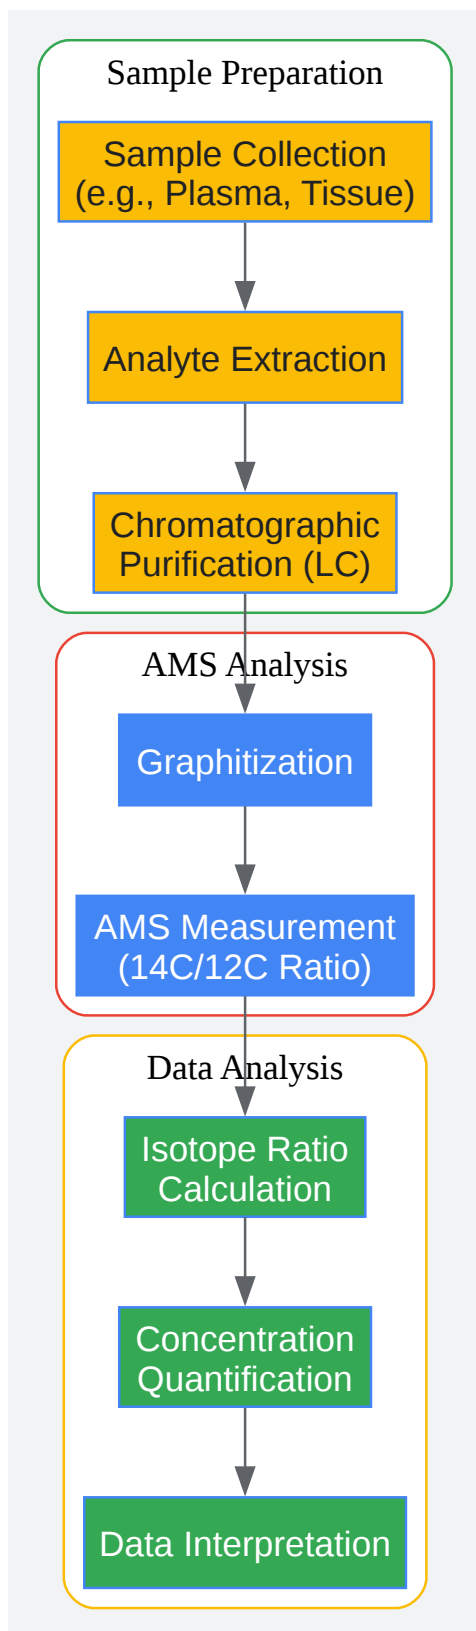 Sample Preparation
Sample Collection
(e.g., Plasma, Tissue)
Analyte Extraction
Chromatographic
Purification (LC)
AMS Analysis
Graphitization
AMS Measurement
(14C/12C Ratio)
Data Analysis
Isotope Ratio
Calculation
Concentration
Quantification
Data Interpretation